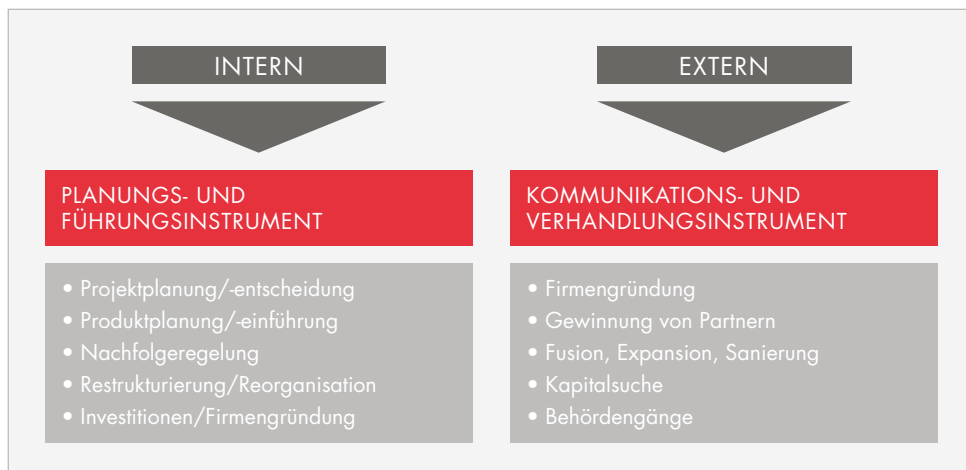 INTERN
PLANUNGS- UND
FÜHRUNGSINSTRUMENT
• Projektplanung/-entscheidung
• Produktplanung/-einführung
• Nachfolgeregelung
• Restrukturierung/Reorganisation
• Investitionen/Firmengründung
EXTERN
KOMMUNIKATIONS- UND
VERHANDLUNGSINSTRUMENT
• Firmengründung
• Gewinnung von Partnern
• Fusion, Expansion, Sanierung
• Kapitalsuche
• Behördengänge